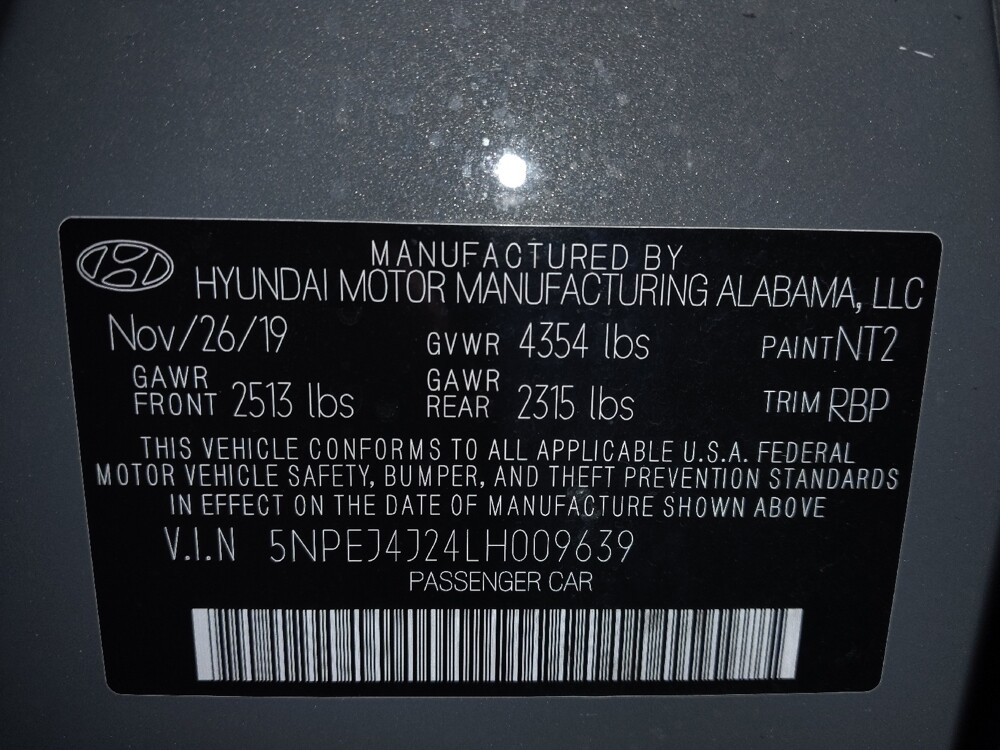 MANUFACTURED BY
HYUNDAI MOTOR MANUFACTURING ALABAMA, LLC
Nov/26/19 GVWR 4354 lbs PAINT NT2
GAWR FRONT 2513 lbs GAWR REAR 2315 lbs TRIM RBP
THIS VEHICLE CONFORMS TO ALL APPLICABLE U.S.A. FEDERAL
MOTOR VEHICLE SAFETY, BUMPER, AND THEFT PREVENTION STANDARDS
IN EFFECT ON THE DATE OF MANUFACTURE SHOWN ABOVE
V.I.N 5NPEJ4J24LH009639
PASSENGER CAR